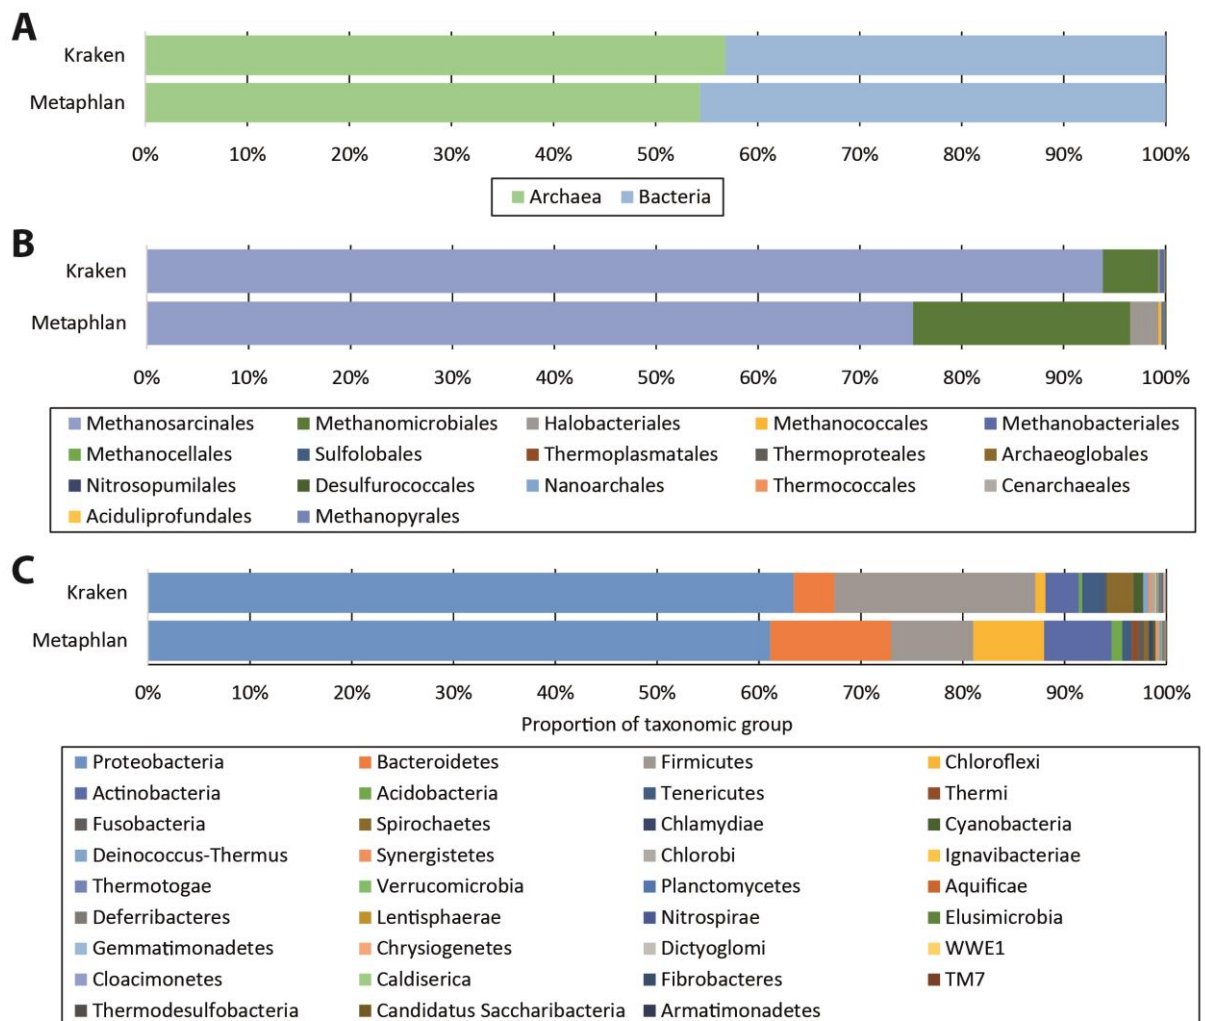 A
Kraken
Metaphlan
0% 10% 20% 30% 40% 50% 60% 70% 80% 90% 100%
Archaea Bacteria
B
Kraken
Metaphlan
0% 10% 20% 30% 40% 50% 60% 70% 80% 90% 100%
Methanosarcinales Methanomicrobiales Halobacteriales Methanococcales Methanobacteriales
Methanocellales Sulfolobales Thermoplasmatales Thermoproteales Archaeoglobales
Nitrosopumilales Desulfurococcales Nanoarchales Thermococcales Cenarchaeales
Aciduliprofundales Methanopyrales
C
Kraken
Metaphlan
0% 10% 20% 30% 40% 50% 60% 70% 80% 90% 100%
Proportion of taxonomic group
Proteobacteria Bacteroidetes Firmicutes Chloroflexi
Actinobacteria Acidobacteria Tenericutes Thermi
Fusobacteria Spirochaetes Chlamydiae Cyanobacteria
Deinococcus-Thermus Synergistetes Chlorobi Ignavibacteriae
Thermotogae Verrucomicrobia Planctomycetes Aquificae
Deferribacteres Lentisphaerae Nitrospirae Elusimicrobia
Gemmatimonadetes Chrysiogenetes Dictyoglomi WWE1
Cloacimonetes Caldiserica Fibrobacteres TM7
Thermodesulfobacteria Candidatus Saccharibacteria Armatimonadetes